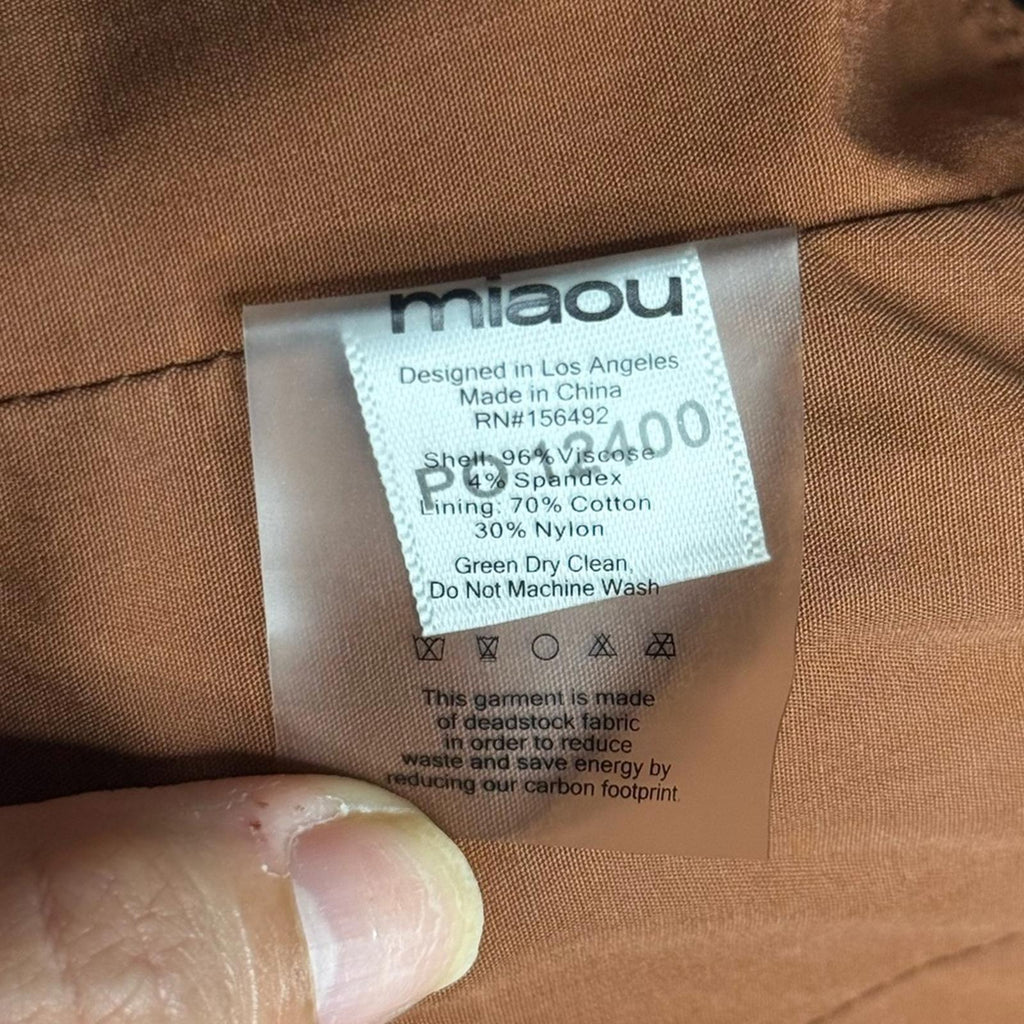 miaou
Designed in Los Angeles
Made in China
RN#156492
PO 12400
Shell: 96% Viscose
4% Spandex
Lining: 70% Cotton
30% Nylon
Green Dry Clean,
Do Not Machine Wash
This garment is made
of deadstock fabric
in order to reduce
waste and save energy by
reducing our carbon footprint.